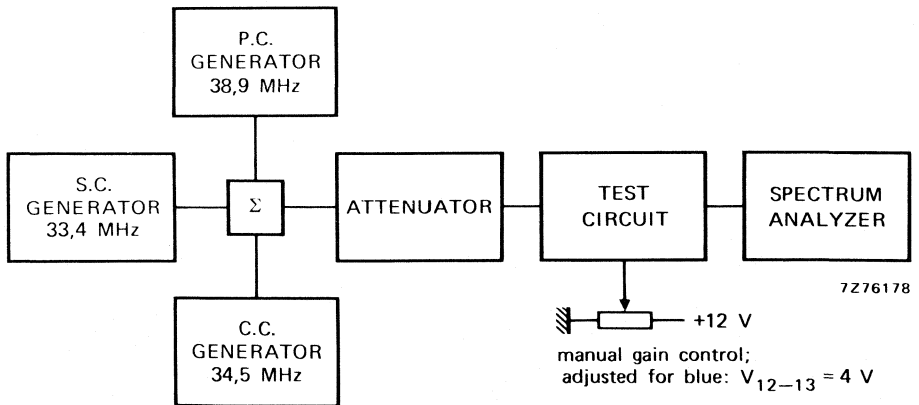 P.C.
GENERATOR
38,9 MHz
S.C.
GENERATOR
33,4 MHz
Σ
ATTENUATOR
TEST
CIRCUIT
SPECTRUM
ANALYZER
7Z76178
C.C.
GENERATOR
34,5 MHz
+12 V
manual gain control;
adjusted for blue: V12–13 = 4 V